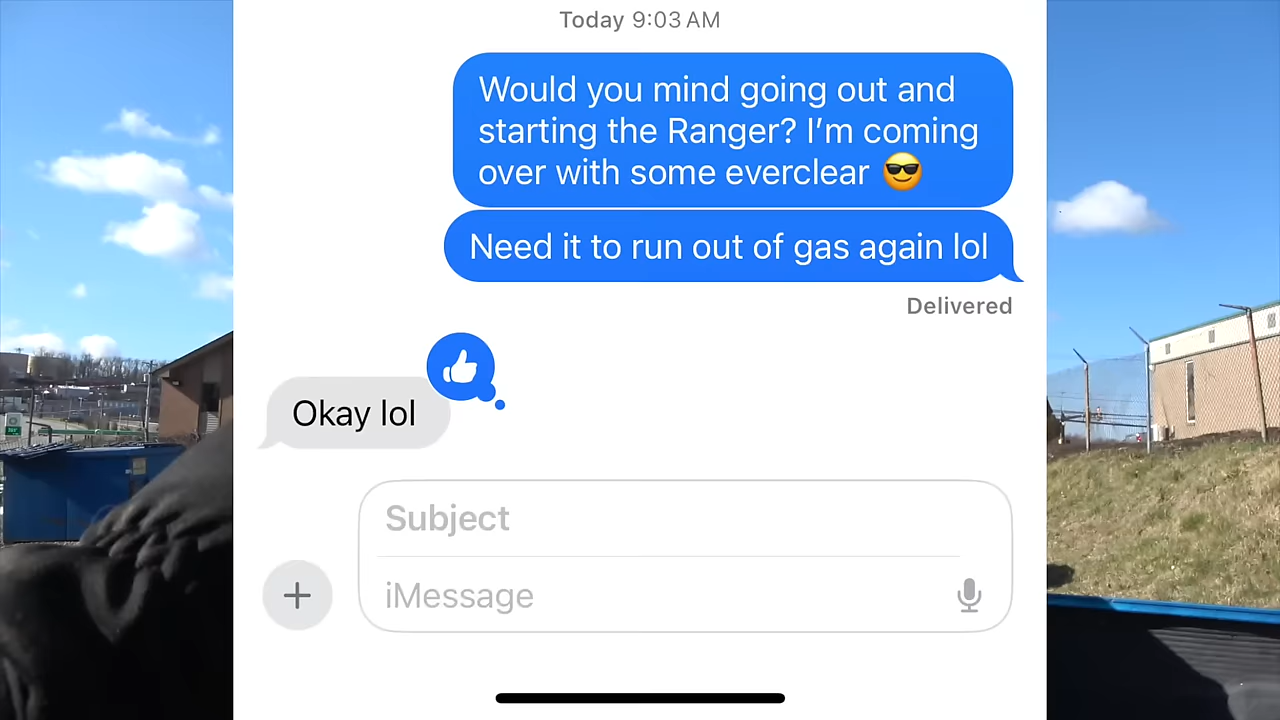 Today 9:03 AM
Would you mind going out and
starting the Ranger? I’m coming
over with some everclear 😎
Need it to run out of gas again lol
Delivered
Okay lol
Subject
iMessage